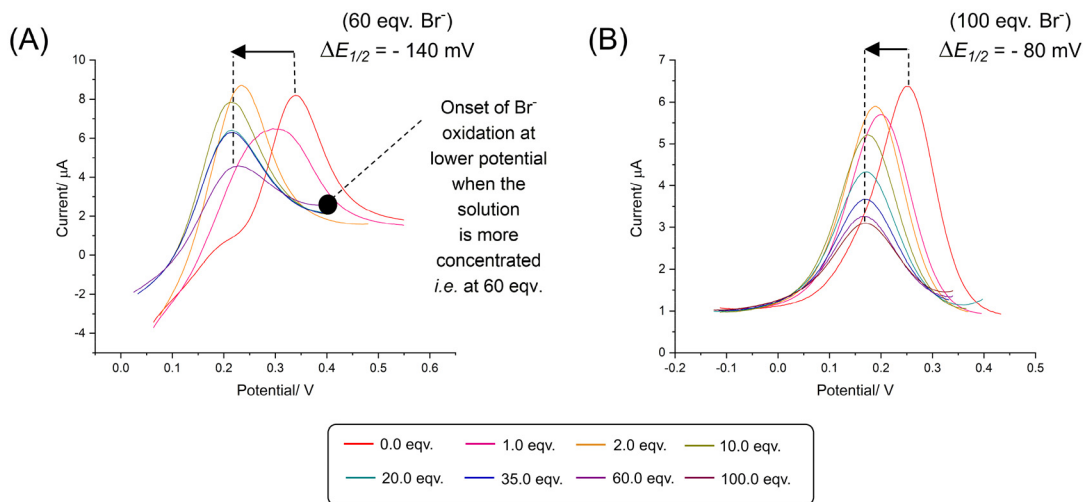 (A)
(60 eqv. Br-)
ΔE1/2 = - 140 mV
Onset of Br-
oxidation at
lower potential
when the
solution
is more
concentrated
i.e. at 60 eqv.
10
8
6
4
2
0
-2
-4
Current/ μA
0.0 0.1 0.2 0.3 0.4 0.5 0.6
Potential/ V
(B)
(100 eqv. Br-)
ΔE1/2 = - 80 mV
7
6
5
4
3
2
1
0
Current/ μA
-0.2 -0.1 0.0 0.1 0.2 0.3 0.4 0.5
Potential/ V
0.0 eqv. 1.0 eqv. 2.0 eqv. 10.0 eqv.
20.0 eqv. 35.0 eqv. 60.0 eqv. 100.0 eqv.